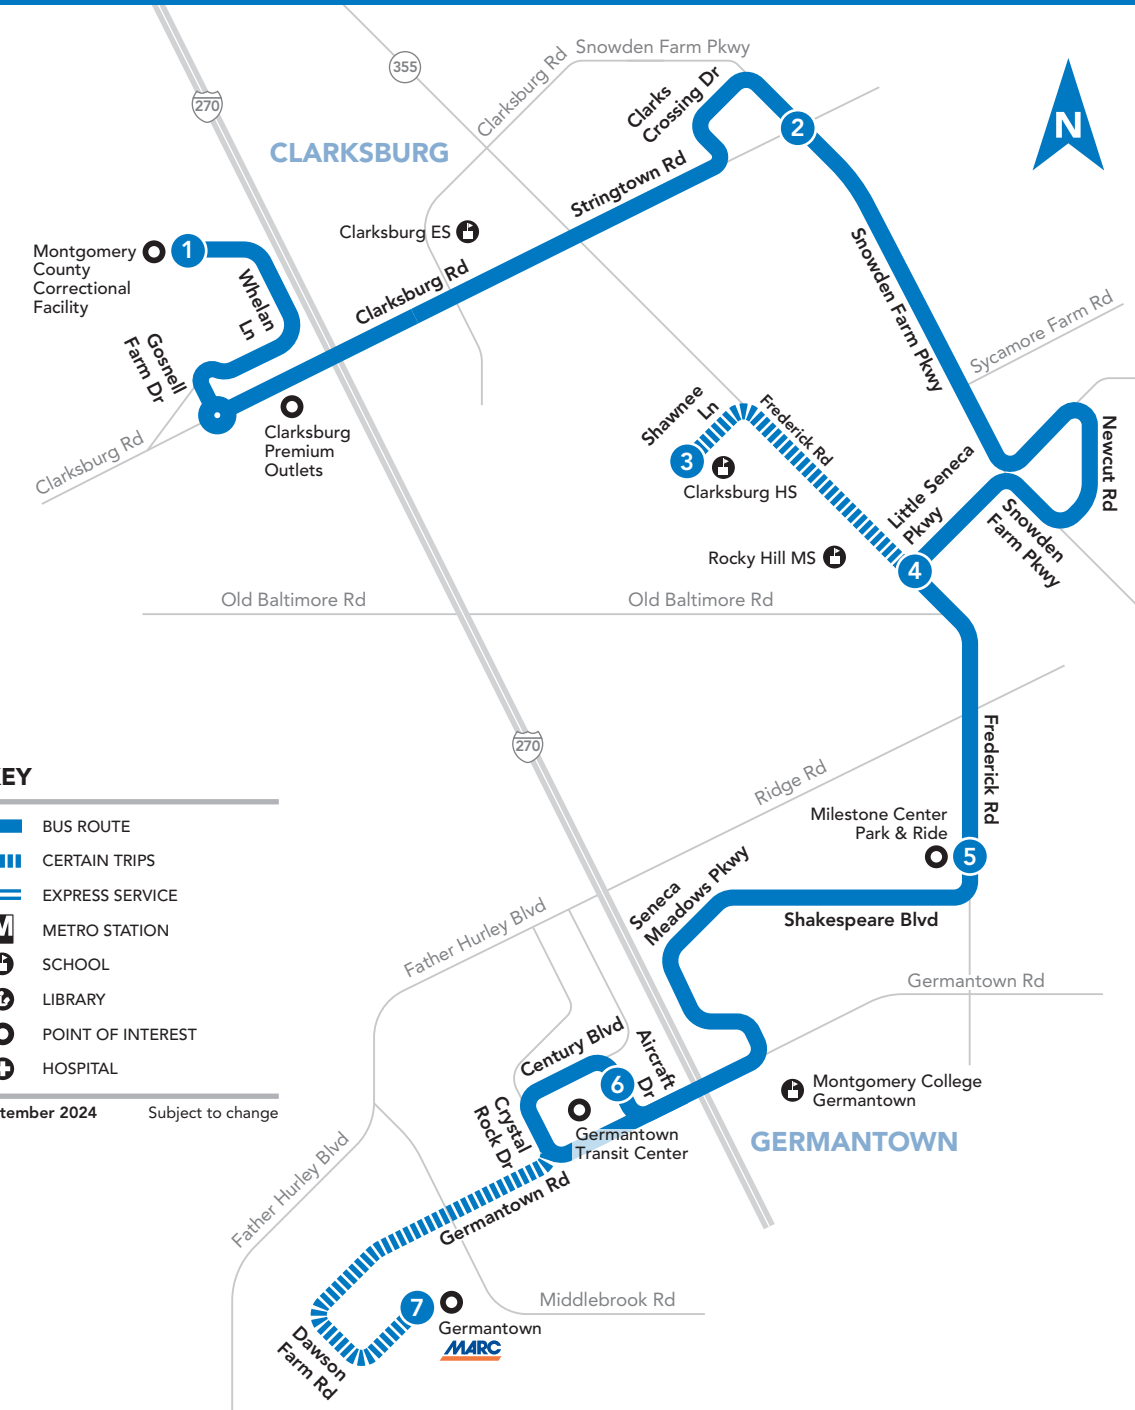 Snowden Farm Pkwy
355
Clarksburg Rd
270
Clarks
Crossing Dr
2
N
CLARKSBURG
Stringtown Rd
Clarksburg ES
Montgomery
County
Correctional
Facility
1
Whelan
Ln
Clarksburg Rd
Snowden Farm Pkwy
Sycamore Farm Rd
Gosnell
Farm Dr
Clarksburg
Premium
Outlets
Clarksburg Rd
Shawnee
Ln
Frederick Rd
3
Clarksburg HS
Little Seneca
Pkwy
Newcut Rd
Snowden
Farm Pkwy
Rocky Hill MS
4
Old Baltimore Rd
Old Baltimore Rd
270
Frederick Rd
Ridge Rd
Milestone Center
Park & Ride
5
EY
BUS ROUTE
CERTAIN TRIPS
EXPRESS SERVICE
METRO STATION
SCHOOL
LIBRARY
POINT OF INTEREST
HOSPITAL
tember 2024
Subject to change
Seneca
Meadows Pkwy
Shakespeare Blvd
Father Hurley Blvd
Germantown Rd
Century Blvd
Aircraft
Dr
6
Crystal
Rock Dr
Germantown
Transit Center
Montgomery College
Germantown
GERMANTOWN
Father Hurley Blvd
Germantown Rd
7
Germantown
MARC
Middlebrook Rd
Dawson
Farm Rd